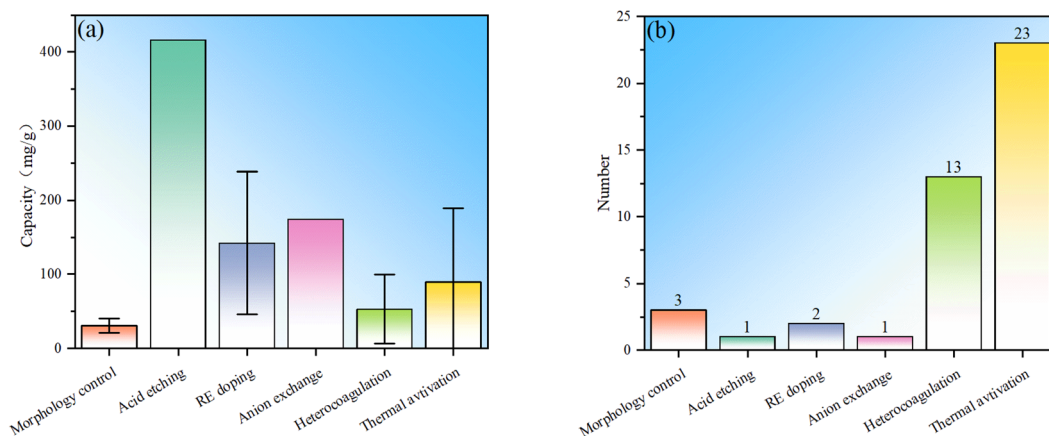 (a)
Capacity（mg/g）
400
300
200
100
0
Morphology control
Acid etching
RE doping
Anion exchange
Heterocoagulation
Thermal avtivation
(b)
Number
25
20
15
10
5
0
3
1
2
1
13
23
Morphology control
Acid etching
RE doping
Anion exchange
Heterocoagulation
Thermal avtivation